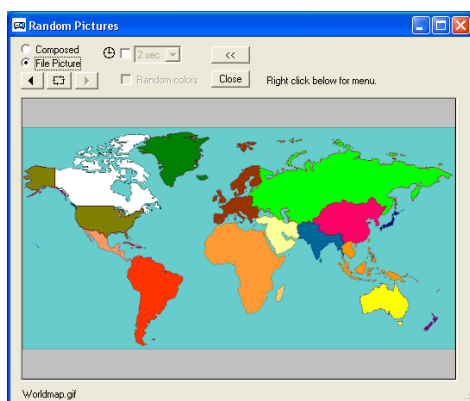 Random Pictures
Composed
2 sec
<<
File Picture
Random colors
Close
Right click below for menu.
Worldmap.gif